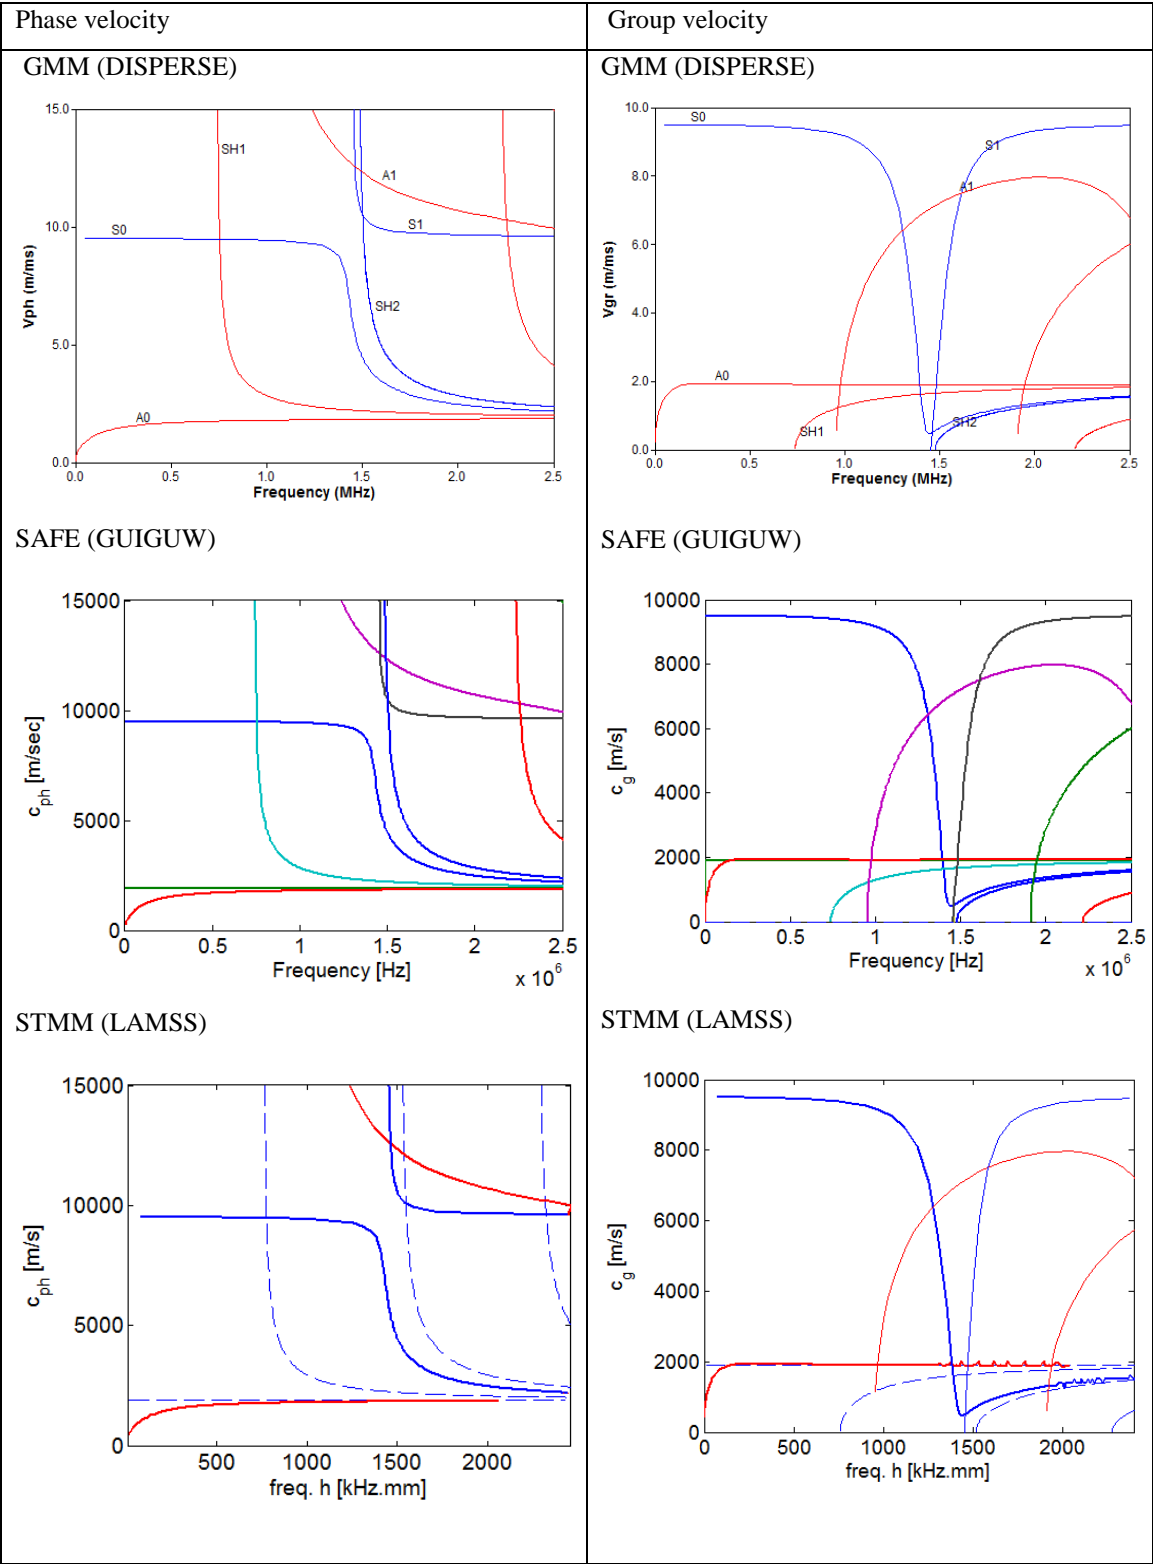 Phase velocity
Group velocity
GMM (DISPERSE)
GMM (DISPERSE)
15.0
10.0
5.0
0.0
Vph (m/ms)
SH1
A1
S0
S1
SH2
A0
0.0
0.5
1.0
1.5
2.0
2.5
Frequency (MHz)
10.0
8.0
6.0
4.0
2.0
0.0
Vgr (m/ms)
S0
S1
A1
A0
SH1
SH2
0.0
0.5
1.0
1.5
2.0
2.5
Frequency (MHz)
SAFE (GUIGUW)
SAFE (GUIGUW)
15000
10000
5000
0
c_ph [m/sec]
0
0.5
1
1.5
2
2.5
Frequency [Hz]
x 10^6
10000
8000
6000
4000
2000
0
c_g [m/s]
0
0.5
1
1.5
2
2.5
Frequency [Hz]
x 10^6
STMM (LAMSS)
STMM (LAMSS)
15000
10000
5000
0
c_ph [m/s]
500
1000
1500
2000
freq. h [kHz.mm]
10000
8000
6000
4000
2000
0
c_g [m/s]
0
500
1000
1500
2000
freq. h [kHz.mm]